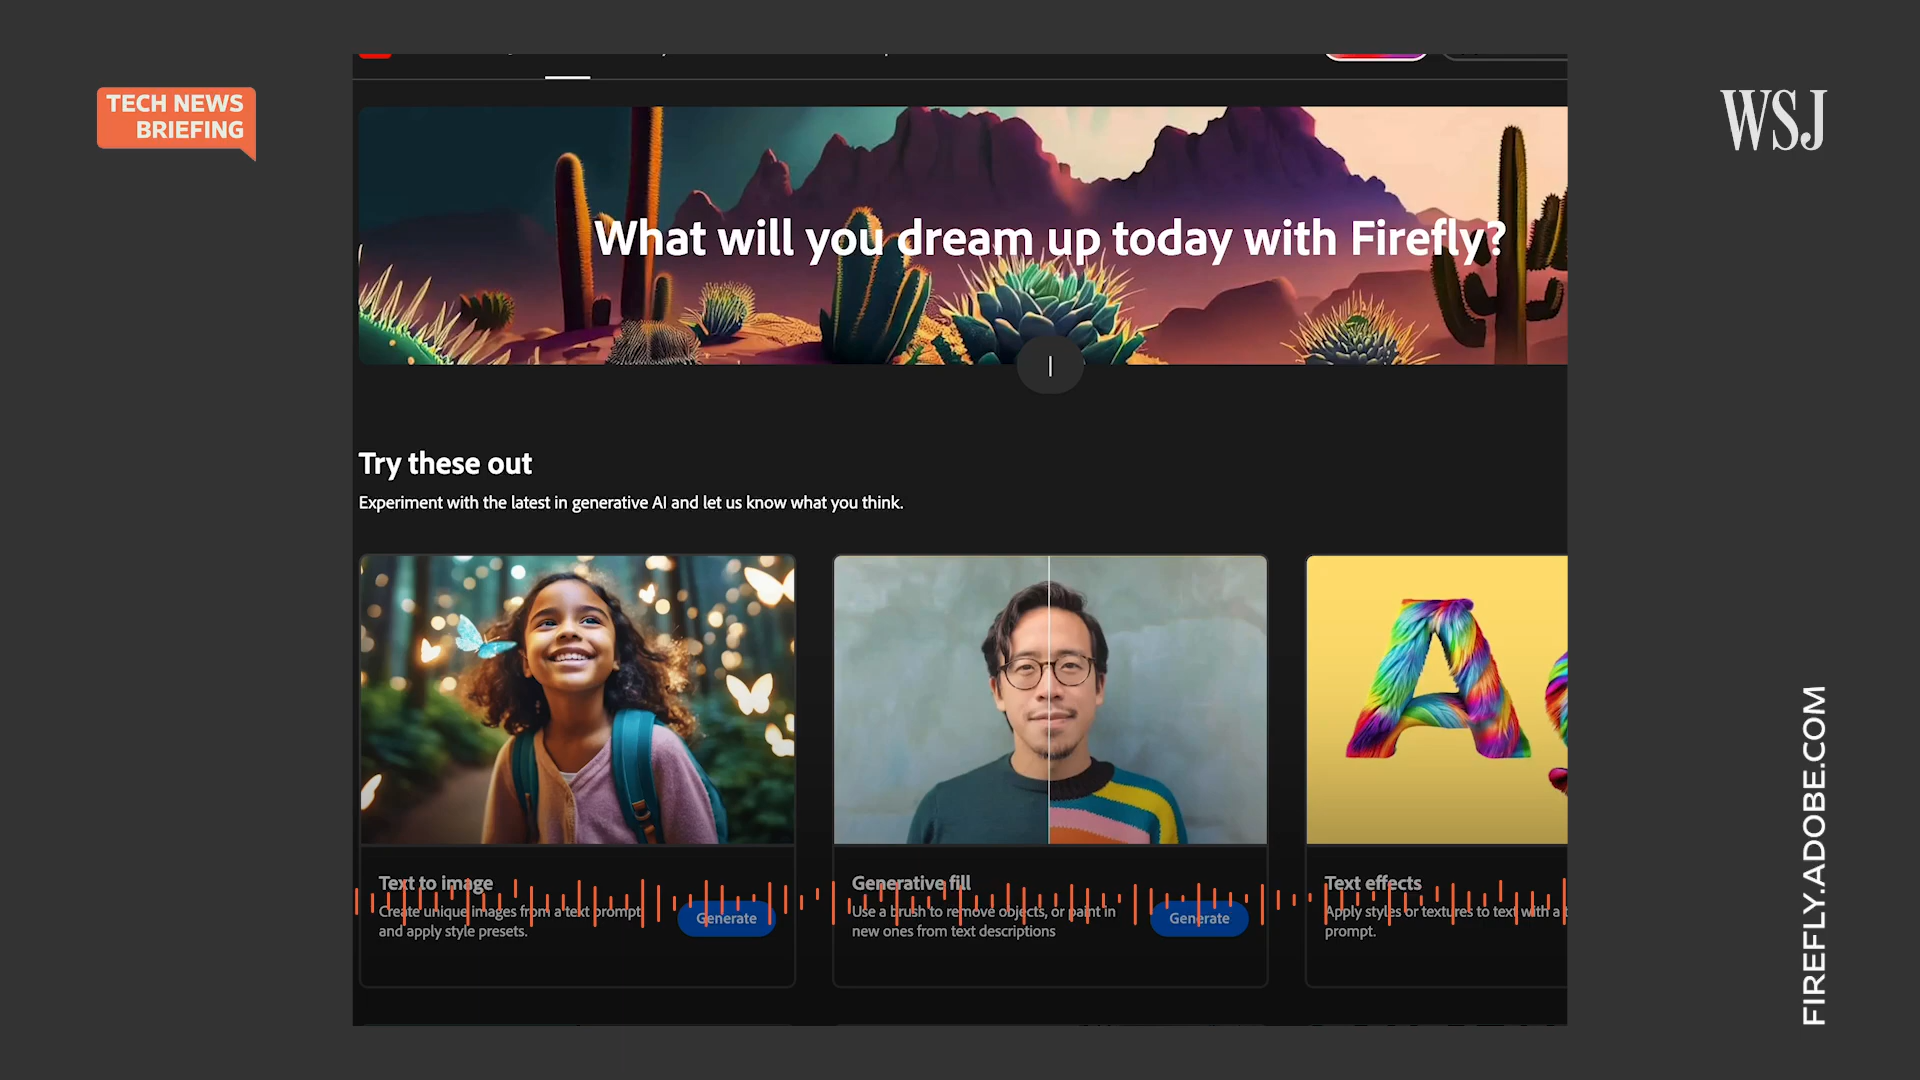 TECH NEWS
BRIEFING
WSJ
What will you dream up today with Firefly?
Try these out
Experiment with the latest in generative AI and let us know what you think.
Text to image
Create unique images from a text prompt
and apply style presets.
Generate
Generative fill
Use a brush to remove objects, or paint in
new ones from text descriptions
Generate
Text effects
Apply styles or textures to text with a
prompt.
FIREFLY.ADOBE.COM